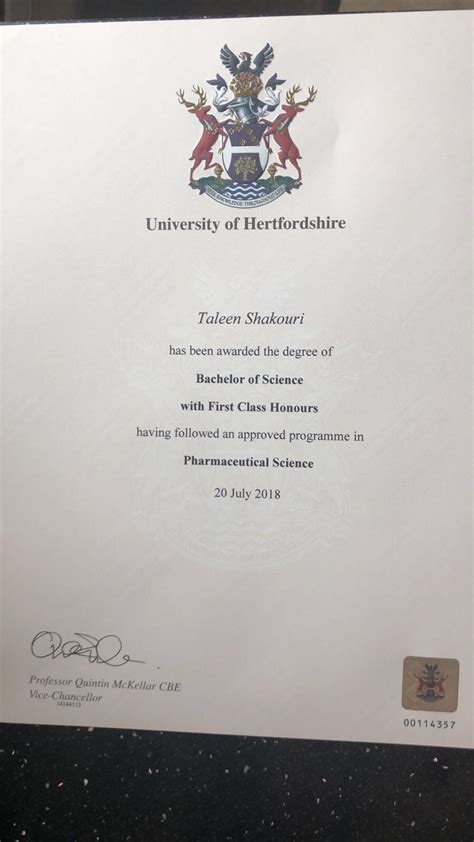 University of Hertfordshire
Taleen Shakouri
has been awarded the degree of
Bachelor of Science
with First Class Honours
having followed an approved programme in
Pharmaceutical Science
20 July 2018
Professor Quintin McKellar CBE
Vice-Chancellor
14144113
00114357